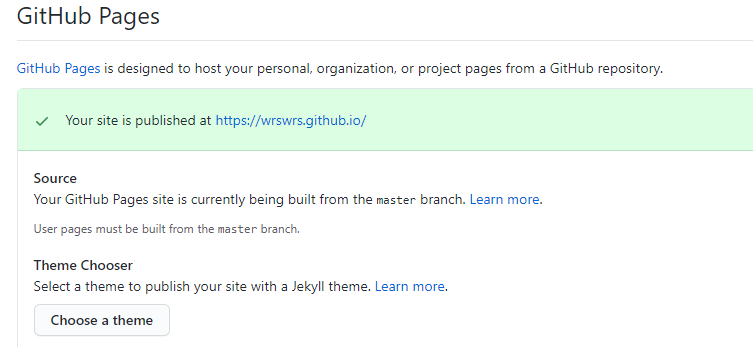 GitHub Pages
GitHub Pages is designed to host your personal, organization, or project pages from a GitHub repository.
Your site is published at https://wrswrs.github.io/
Source
Your GitHub Pages site is currently being built from the master branch. Learn more.
User pages must be built from the master branch.
Theme Chooser
Select a theme to publish your site with a Jekyll theme. Learn more.
Choose a theme